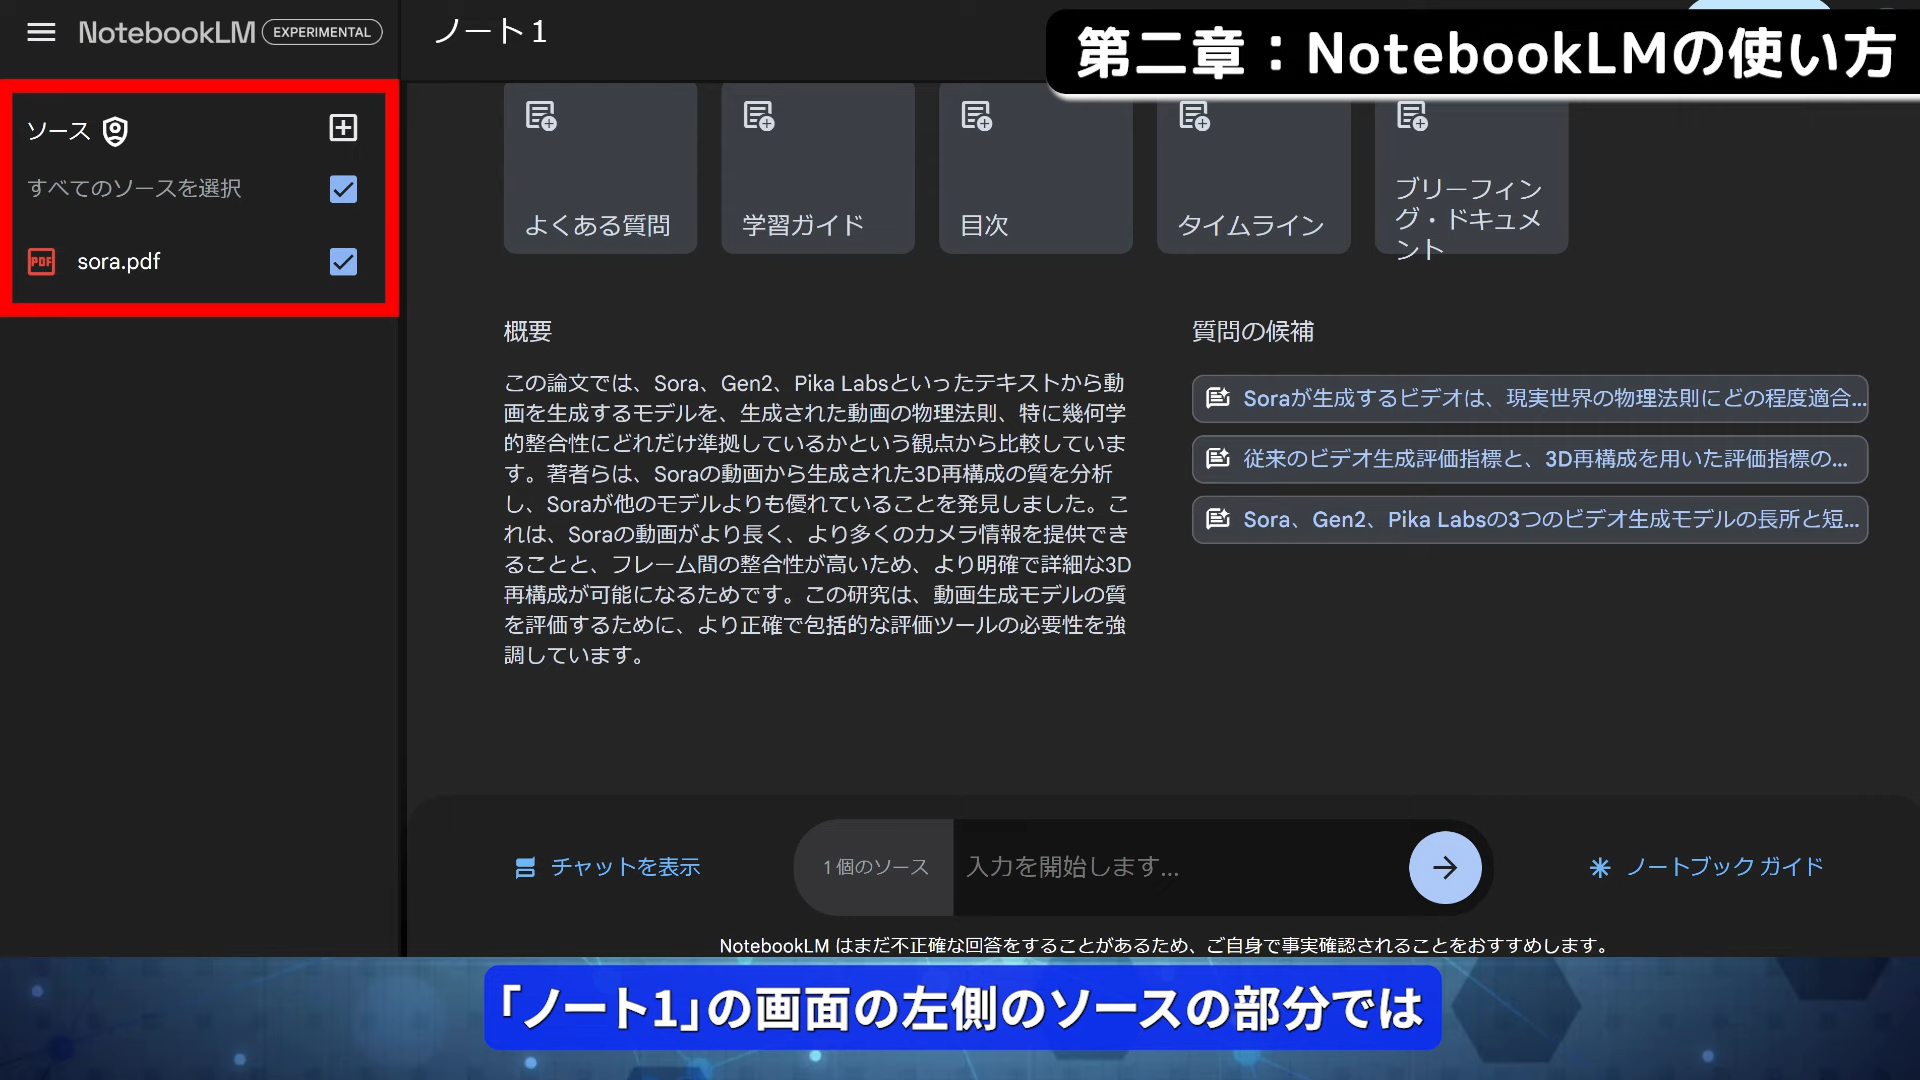 NotebookLM EXPERIMENTAL
ノート 1
第二章：NotebookLMの使い方
ソース
すべてのソースを選択
PDF sora.pdf
よくある質問
学習ガイド
目次
タイムライン
ブリーフィン
グ・ドキュメ
ント
概要
この論文では、Sora、Gen2、Pika Labsといったテキストから動
画を生成するモデルを、生成された動画の物理法則、特に幾何学
的整合性にどれだけ準拠しているかという観点から比較していま
す。著者らは、Soraの動画から生成された3D再構成の質を分析
し、Soraが他のモデルよりも優れていることを発見しました。こ
れは、Soraの動画がより長く、より多くのカメラ情報を提供でき
ることと、フレーム間の整合性が高いため、より明確で詳細な3D
再構成が可能になるためです。この研究は、動画生成モデルの質
を評価するために、より正確で包括的な評価ツールの必要性を強
調しています。
質問の候補
Soraが生成するビデオは、現実世界の物理法則にどの程度適合...
従来のビデオ生成評価指標と、3D再構成を用いた評価指標の...
Sora、Gen2、Pika Labsの3つのビデオ生成モデルの長所と短...
チャットを表示
1 個のソース
入力を開始します...
ノートブック ガイド
NotebookLM はまだ不正確な回答をすることがあるため、ご自身で事実確認されることをおすすめします。
「ノート1」の画面の左側のソースの部分では